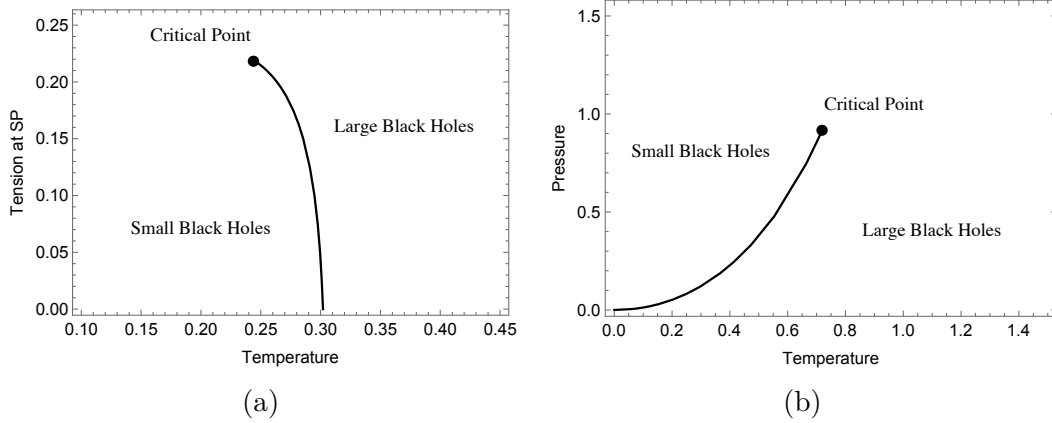 0.25
0.20
0.15
0.10
0.05
0.00
Tension at SP
Critical Point
Large Black Holes
Small Black Holes
0.10 0.15 0.20 0.25 0.30 0.35 0.40 0.45
Temperature
(a)
1.5
1.0
0.5
0.0
Pressure
Critical Point
Small Black Holes
Large Black Holes
0.0 0.2 0.4 0.6 0.8 1.0 1.2 1.4
Temperature
(b)